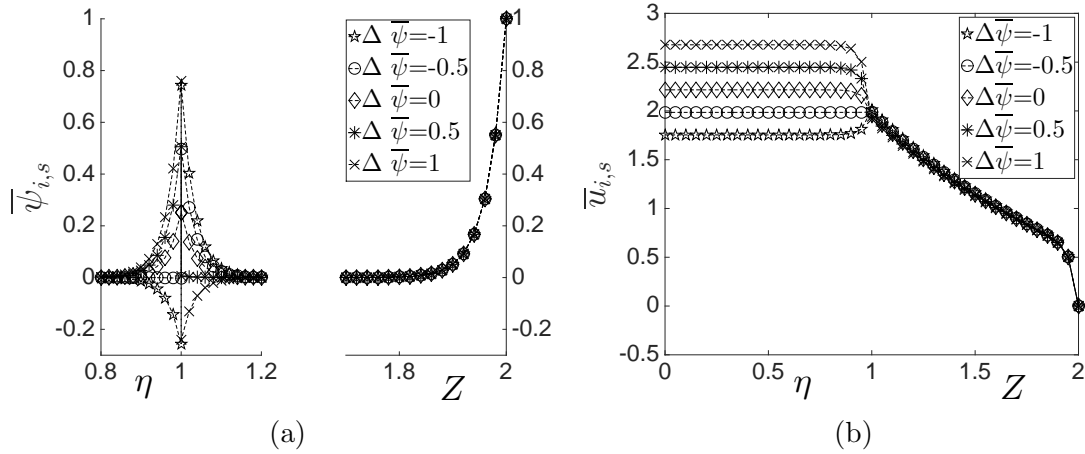 1
0.8
0.6
0.4
0.2
0
-0.2
ψ̅i,s
0.8
1
1.2
η
Δ ψ̅=-1
Δ ψ̅=-0.5
Δ ψ̅=0
Δ ψ̅=0.5
Δ ψ̅=1
1
0.8
0.6
0.4
0.2
0
-0.2
1.8
2
Z
(a)
3
2.5
2
1.5
1
0.5
0
-0.5
u̅i,s
0
0.5
1
1.5
2
η
Z
Δψ̅=-1
Δψ̅=-0.5
Δψ̅=0
Δψ̅=0.5
Δψ̅=1
(b)